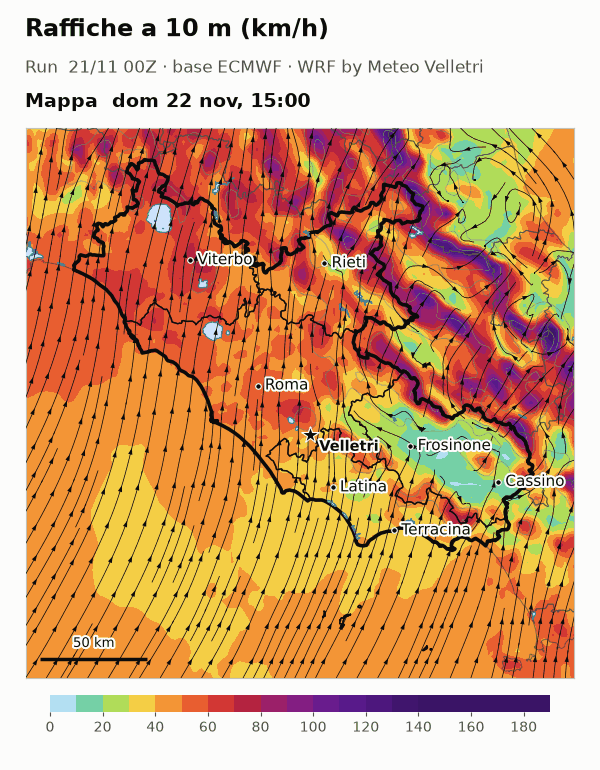 Raffiche a 10 m (km/h)
Run  21/11 00Z · base ECMWF · WRF by Meteo Velletri
Mappa  dom 22 nov, 15:00
Viterbo
Rieti
Roma
Velletri
Frosinone
Cassino
Latina
Terracina
50 km
0 20 40 60 80 100 120 140 160 180